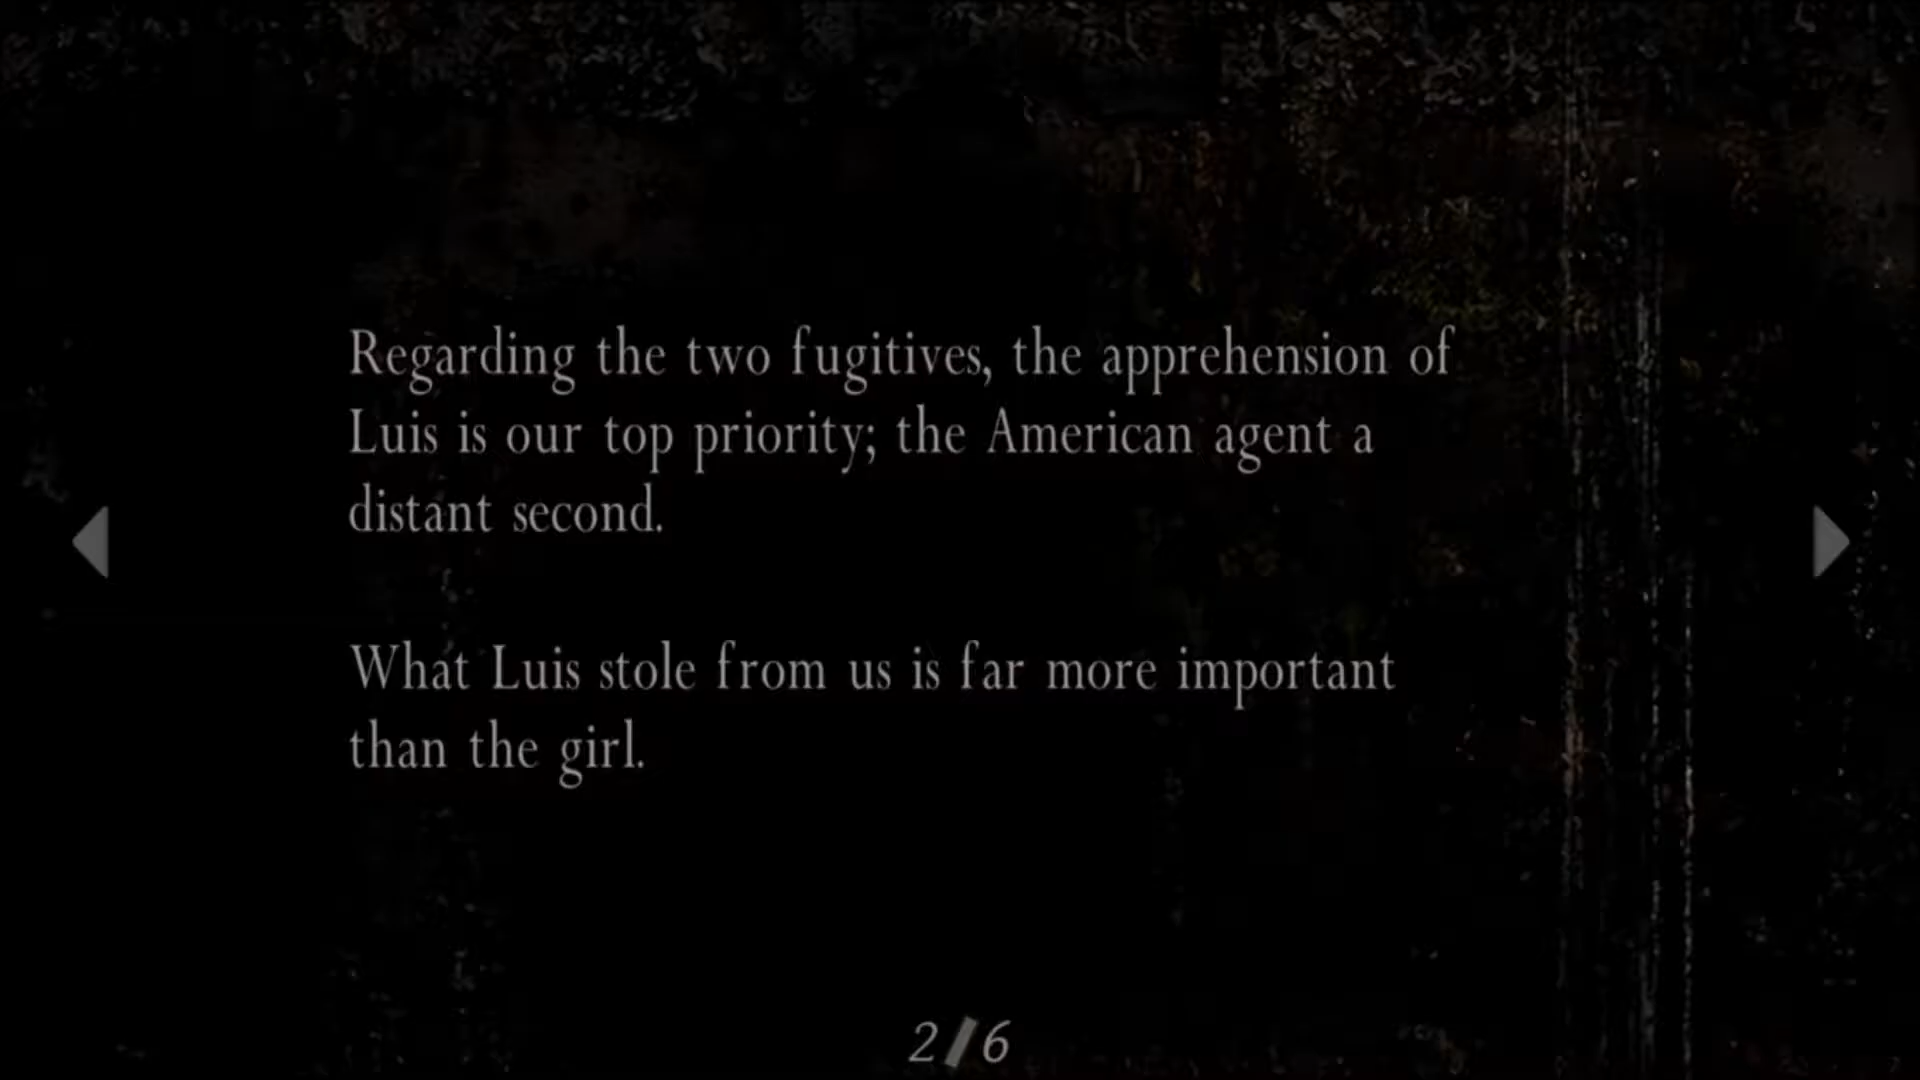 Regarding the two fugitives, the apprehension of
Luis is our top priority; the American agent a
distant second.
What Luis stole from us is far more important
than the girl.
2/6